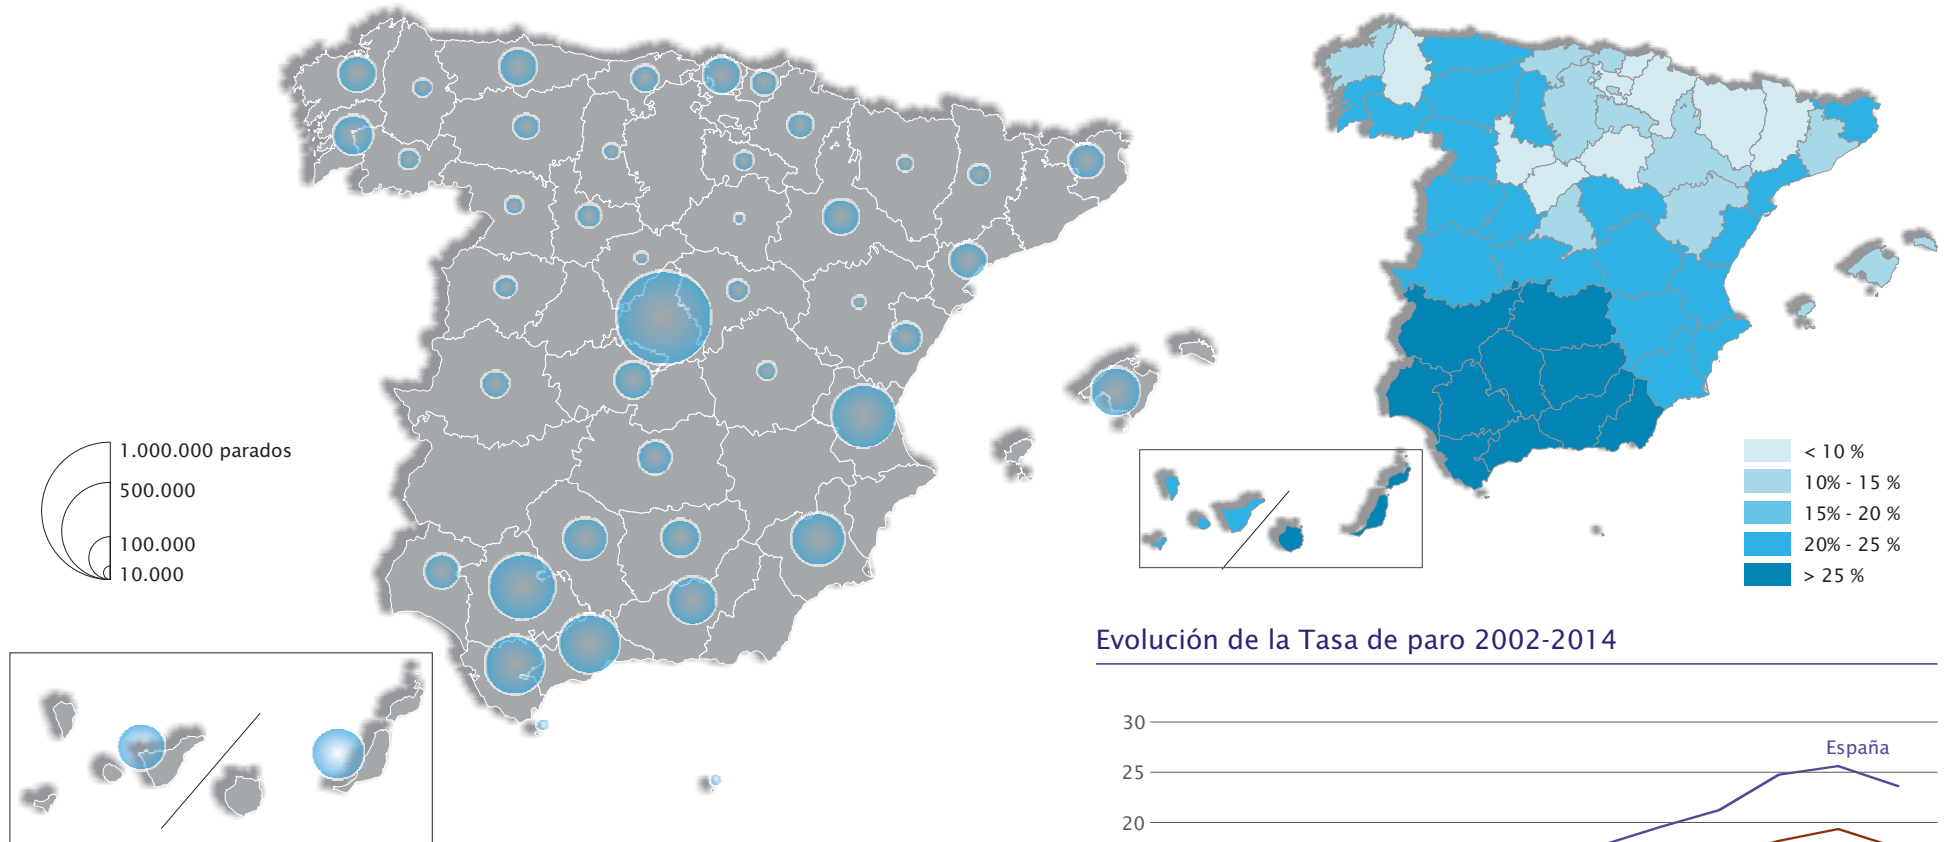 1.000.000 parados
500.000
100.000
10.000
< 10 %
10% - 15 %
15% - 20 %
20% - 25 %
> 25 %
Evolución de la Tasa de paro 2002-2014
30
España
25
20